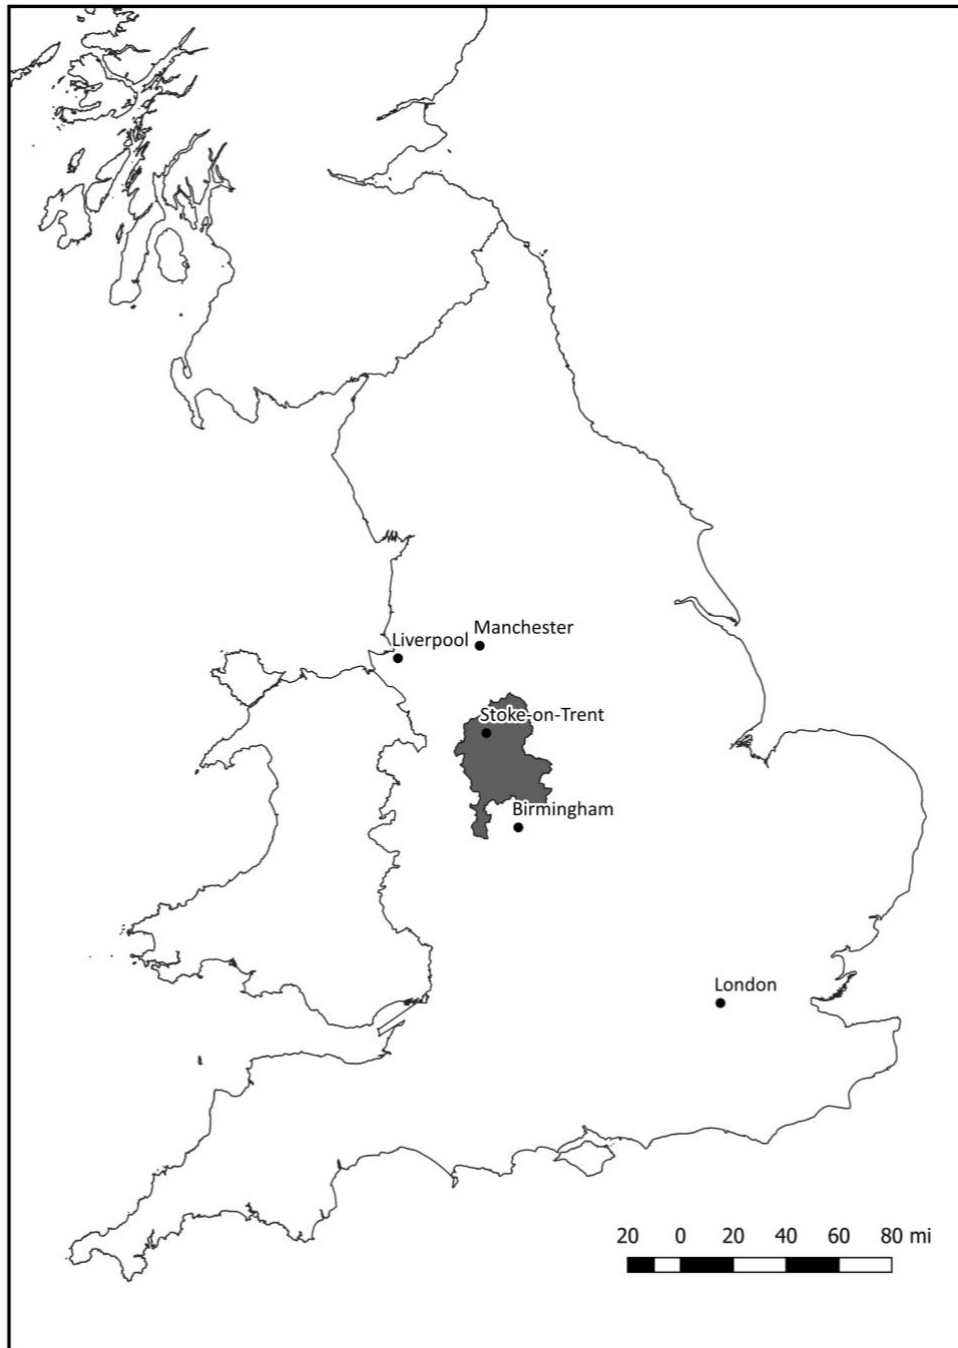 Manchester
Liverpool
Stoke-on-Trent
Birmingham
London
20 0 20 40 60 80 mi